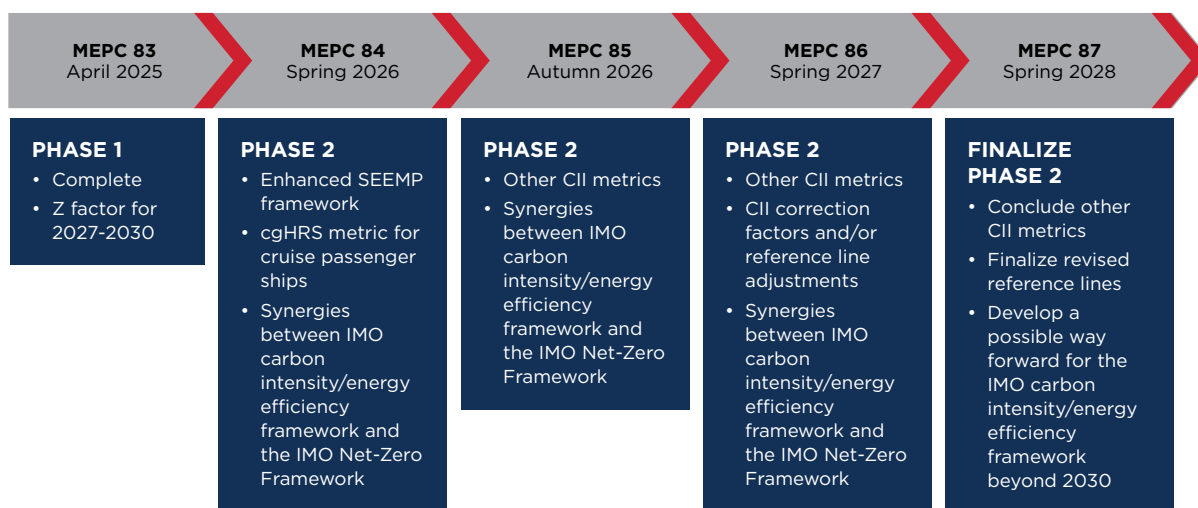 MEPC 83
April 2025
MEPC 84
Spring 2026
MEPC 85
Autumn 2026
MEPC 86
Spring 2027
MEPC 87
Spring 2028
PHASE 1
• Complete
• Z factor for
2027-2030
PHASE 2
• Enhanced SEEMP
framework
• cgHRS metric for
cruise passenger
ships
• Synergies
between IMO
carbon
intensity/energy
efficiency
framework and
the IMO Net-Zero
Framework
PHASE 2
• Other CII metrics
• Synergies
between IMO
carbon
intensity/energy
efficiency
framework and
the IMO Net-Zero
Framework
PHASE 2
• Other CII metrics
• CII correction
factors and/or
reference line
adjustments
• Synergies
between IMO
carbon
intensity/energy
efficiency
framework and
the IMO Net-Zero
Framework
FINALIZE
PHASE 2
• Conclude other
CII metrics
• Finalize revised
reference lines
• Develop a
possible way
forward for the
IMO carbon
intensity/energy
efficiency
framework
beyond 2030